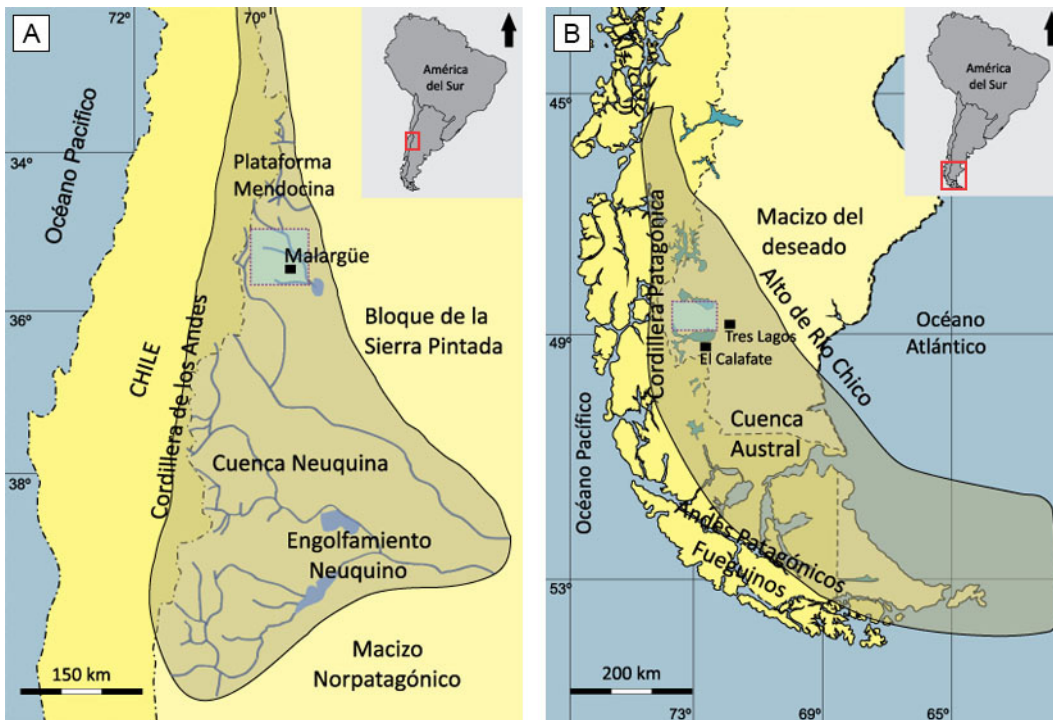 A
72°
70°
América
del Sur
Océano Pacífico
34°
Plataforma
Mendocina
Malargüe
36°
Bloque de la
Sierra Pintada
CHILE
Cordillera de los Andes
Cuenca Neuquina
38°
Engolfamiento
Neuquino
Macizo
Norpatagónico
150 km
B
América
del Sur
45°
Cordillera Patagónica
Macizo del
deseado
Alto de Río Chico
Océano
Atlántico
49°
Tres Lagos
El Calafate
Océano Pacífico
Cuenca
Austral
Andes Patagónicos
Fueguinos
53°
200 km
73°
69°
65°